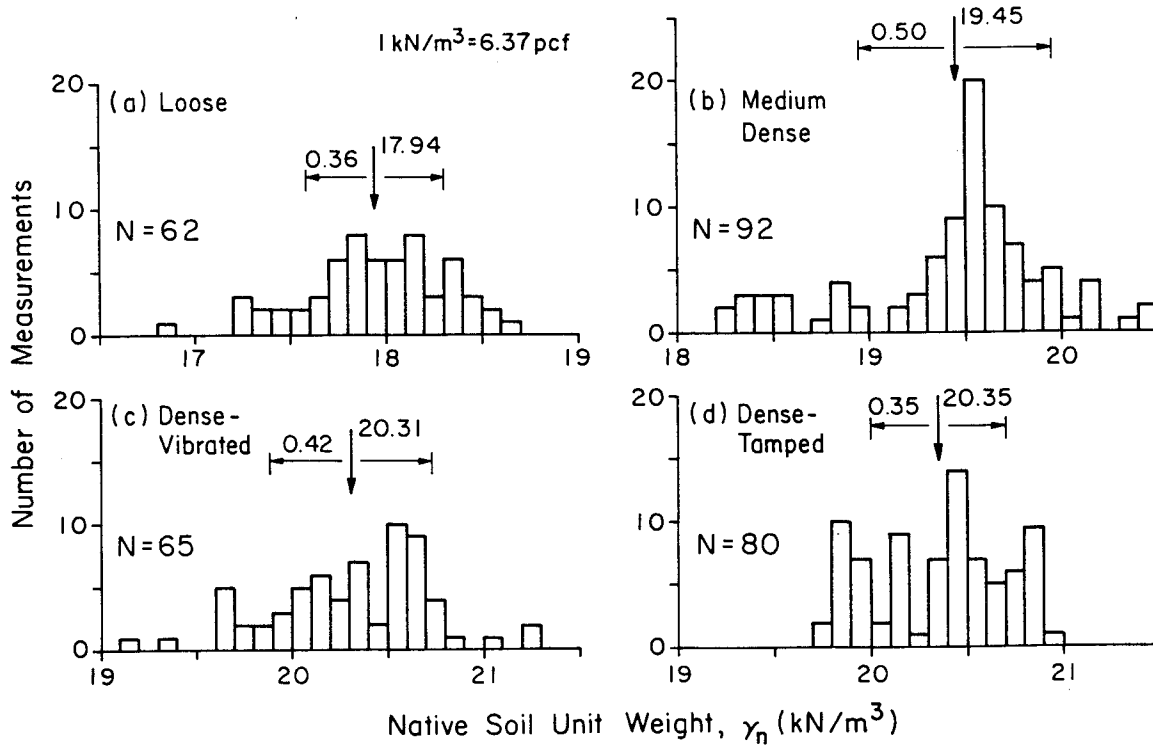 1 kN/m³=6.37 pcf
20
(a) Loose
0.36
17.94
10
N=62
0
17
18
19
0.50
19.45
20
(b) Medium
Dense
10
N=92
0
18
19
20
20
(c) Dense-
Vibrated
0.42
20.31
10
N=65
0
19
20
21
20
(d) Dense-
Tamped
0.35
20.35
10
N=80
0
19
20
21
Number of Measurements
Native Soil Unit Weight, γn (kN/m³)